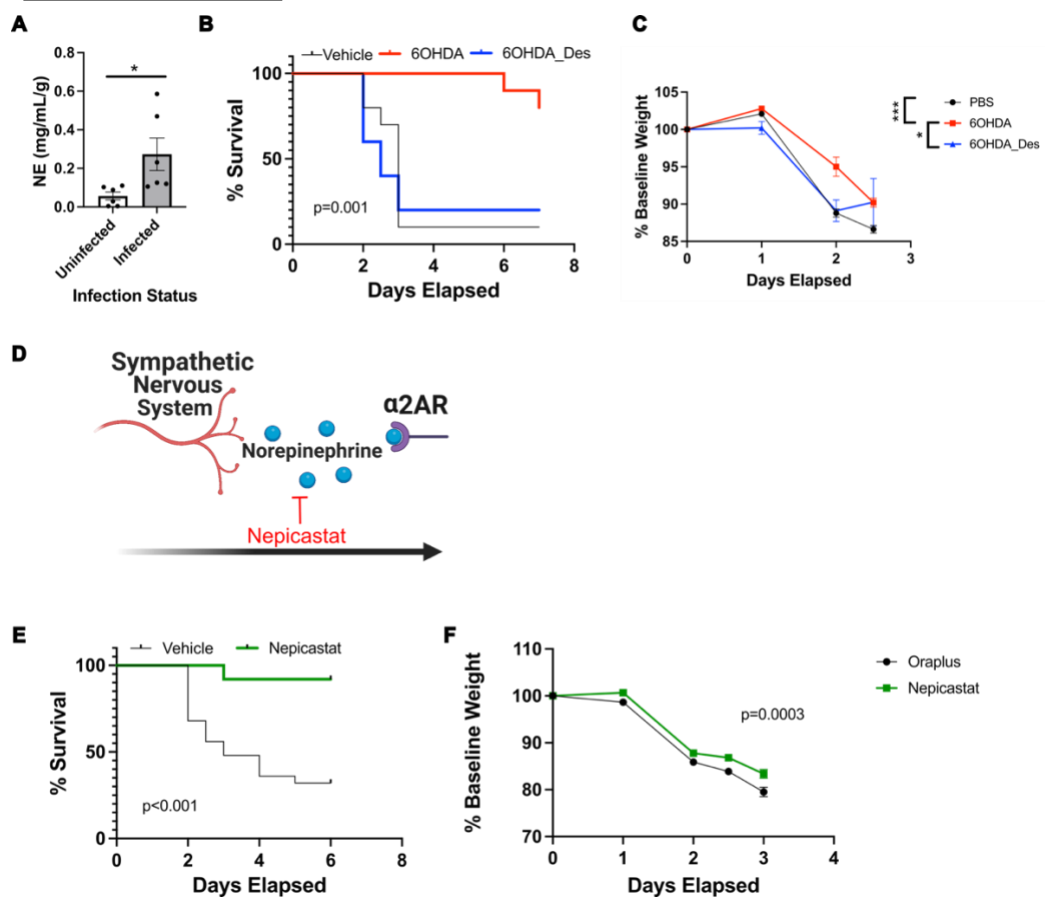 A
NE (mg/mL/g)
0.8
0.6
0.4
0.2
0.0
*
Uninfected
Infected
Infection Status
B
Vehicle 6OHDA 6OHDA_Des
% Survival
100
50
0
p=0.001
0 2 4 6 8
Days Elapsed
C
% Baseline Weight
105
100
95
90
85
0 1 2 3
Days Elapsed
***
*
PBS
6OHDA
6OHDA_Des
D
Sympathetic
Nervous
System
α2AR
Norepinephrine
Nepicastat
E
Vehicle Nepicastat
% Survival
100
50
0
p<0.001
0 2 4 6 8
Days Elapsed
F
% Baseline Weight
110
100
90
80
70
p=0.0003
0 1 2 3 4
Days Elapsed
Oraplus
Nepicastat